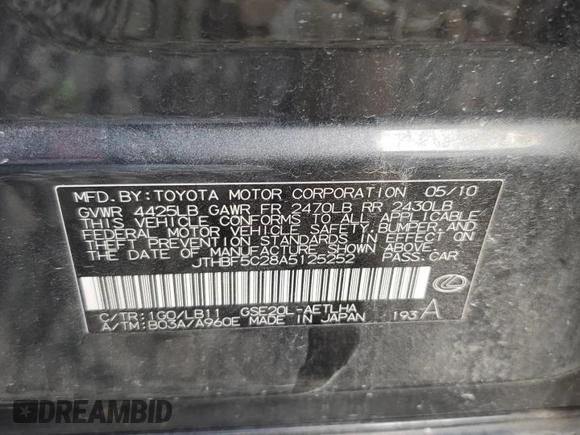 MFD. BY: TOYOTA MOTOR CORPORATION 05/10
GVWR 4425LB GAWR FR 2470LB RR 2430LB
THIS VEHICLE CONFORMS TO ALL APPLICABLE
FEDERAL MOTOR VEHICLE SAFETY, BUMPER, AND
THEFT PREVENTION STANDARDS IN EFFECT ON
THE DATE OF MANUFACTURE SHOWN ABOVE.
JTHBF5C28A5125252 PASS. CAR
C/TR: 1G0/LB11 GSE20L-AETLHA
A/TM: B03A/A960E MADE IN JAPAN 193 A
DREAMBID